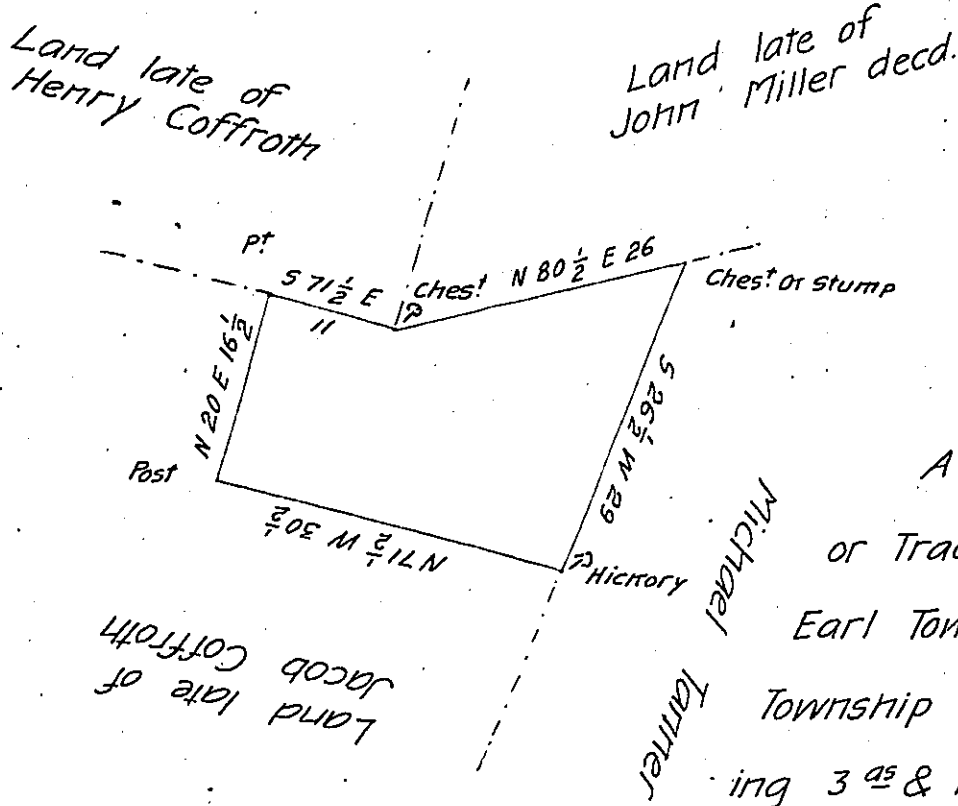 Land late of
Henry Coffroth
Land late of
John Miller decd.
Pt
S 71½ E
11
Chest
N 80½ E 26
Chest or stump
N 20 E 16½
S 26½ W 29
Post
N 71½ W 30½
Hickory
Land late of
Jacob Coffroth
Michael Tanner
A
or Trac
Earl Town
Township
ing 3 as &